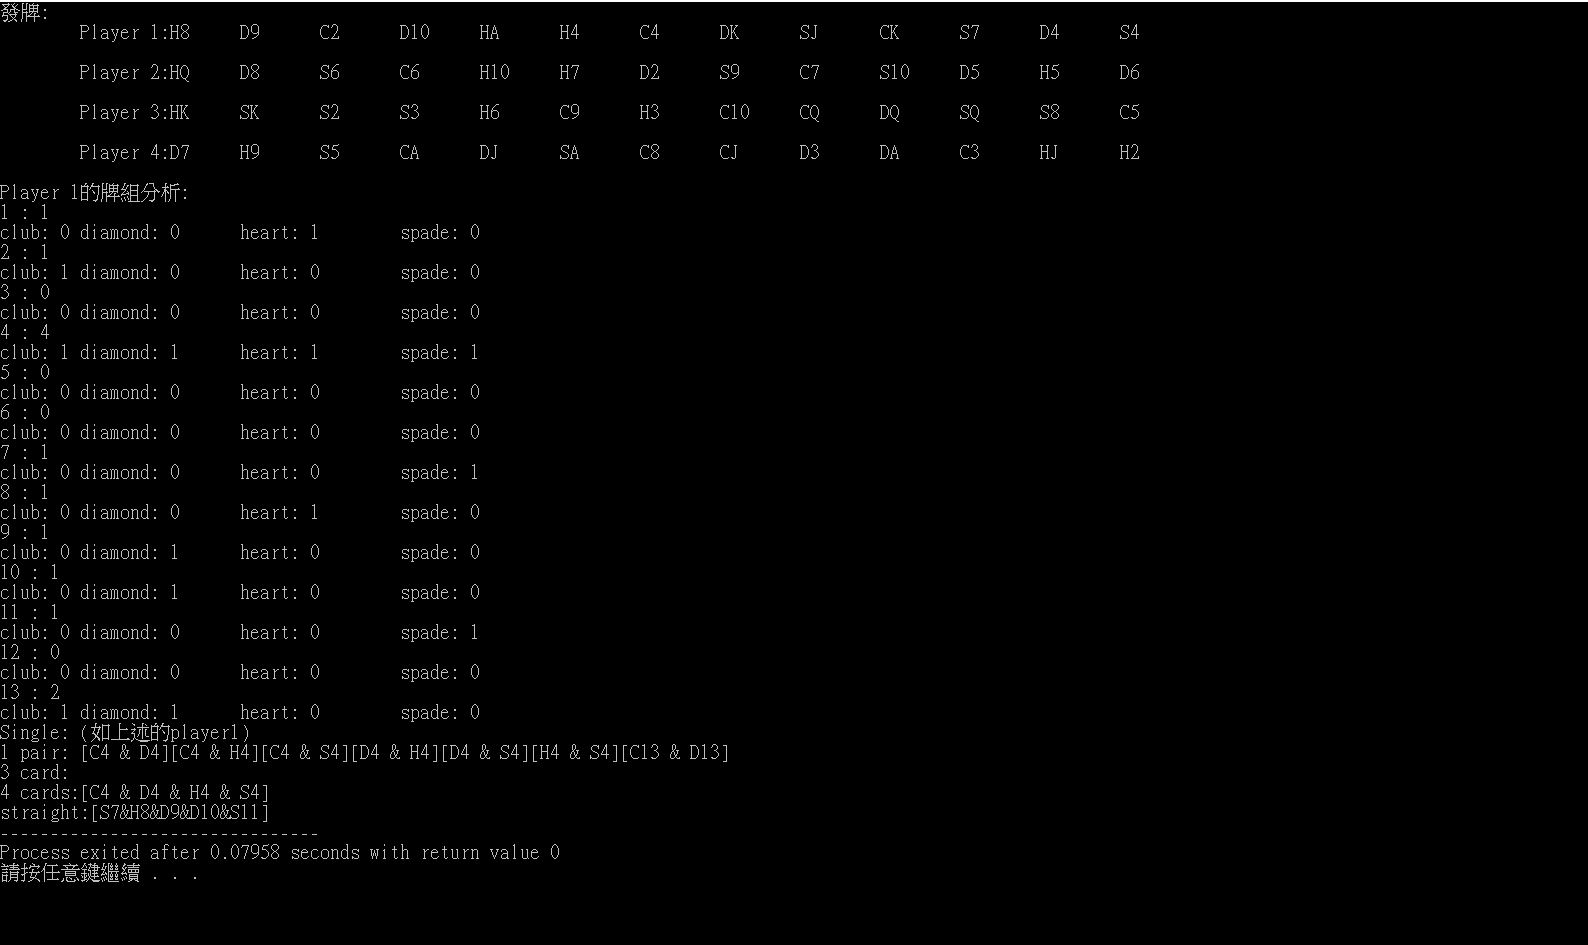 發牌:
Player 1:H8 D9 C2 D10 HA H4 C4 DK SJ CK S7 D4 S4
Player 2:HQ D8 S6 C6 H10 H7 D2 S9 C7 S10 D5 H5 D6
Player 3:HK SK S2 S3 H6 C9 H3 C10 CQ DQ SQ S8 C5
Player 4:D7 H9 S5 CA DJ SA C8 CJ D3 DA C3 HJ H2
Player 1的牌組分析:
1 : 1
club: 0 diamond: 0 heart: 1 spade: 0
2 : 1
club: 1 diamond: 0 heart: 0 spade: 0
3 : 0
club: 0 diamond: 0 heart: 0 spade: 0
4 : 4
club: 1 diamond: 1 heart: 1 spade: 1
5 : 0
club: 0 diamond: 0 heart: 0 spade: 0
6 : 0
club: 0 diamond: 0 heart: 0 spade: 0
7 : 1
club: 0 diamond: 0 heart: 0 spade: 1
8 : 1
club: 0 diamond: 0 heart: 1 spade: 0
9 : 1
club: 0 diamond: 1 heart: 0 spade: 0
10 : 1
club: 0 diamond: 1 heart: 0 spade: 0
11 : 1
club: 0 diamond: 0 heart: 0 spade: 1
12 : 0
club: 0 diamond: 0 heart: 0 spade: 0
13 : 2
club: 1 diamond: 1 heart: 0 spade: 0
Single: (如上述的player1)
1 pair: [C4 & D4][C4 & H4][C4 & S4][D4 & H4][D4 & S4][H4 & S4][C13 & D13]
3 card:
4 cards:[C4 & D4 & H4 & S4]
straight:[S7&H8&D9&D10&S11]
--------------------------------
Process exited after 0.07958 seconds with return value 0
請按任意鍵繼續 . . .